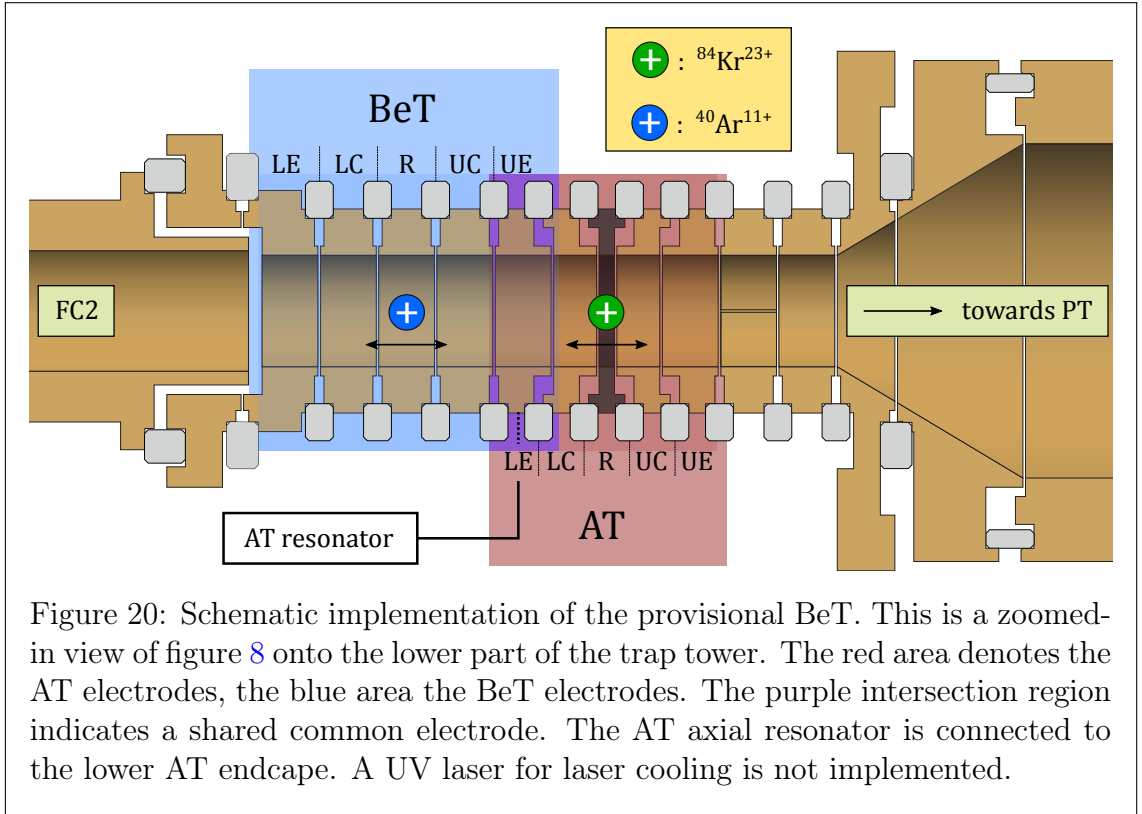 ⊕ : ⁸⁴Kr²³⁺
⊕ : ⁴⁰Ar¹¹⁺
BeT
LE LC R UC UE
FC2
→ towards PT
LE LC R UC UE
AT resonator
AT
Figure 20: Schematic implementation of the provisional BeT. This is a zoomed-
in view of figure 8 onto the lower part of the trap tower. The red area denotes the
AT electrodes, the blue area the BeT electrodes. The purple intersection region
indicates a shared common electrode. The AT axial resonator is connected to
the lower AT endcape. A UV laser for laser cooling is not implemented.